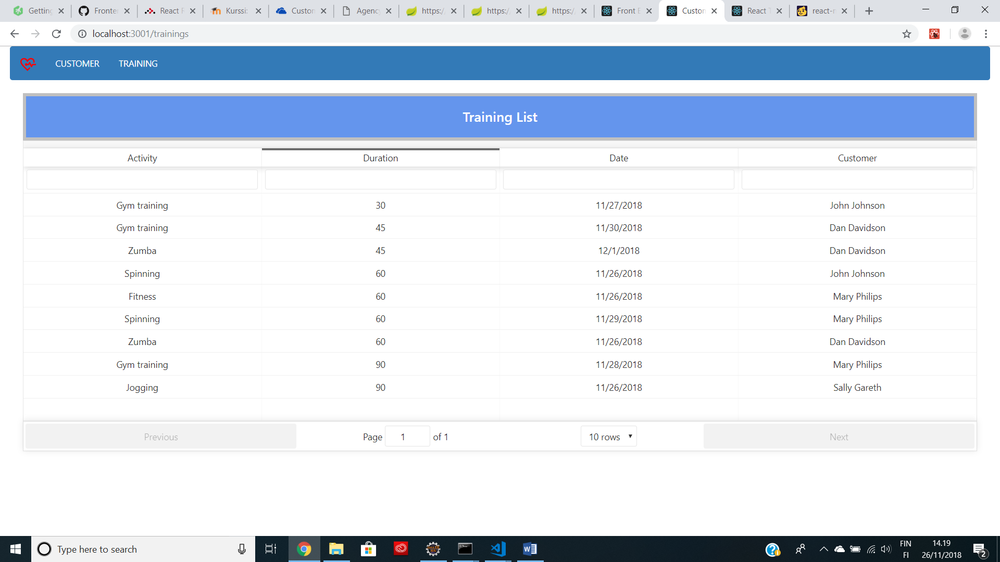 Getting
Fronte
React R
Kurssi:
Custon
Agency
https:/
https:/
https:/
Front E
Custon
React T
react-r
localhost:3001/trainings
CUSTOMER TRAINING
Training List
Activity Duration Date Customer
Gym training 30 11/27/2018 John Johnson
Gym training 45 11/30/2018 Dan Davidson
Zumba 45 12/1/2018 Dan Davidson
Spinning 60 11/26/2018 John Johnson
Fitness 60 11/26/2018 Mary Philips
Spinning 60 11/29/2018 Mary Philips
Zumba 60 11/26/2018 Dan Davidson
Gym training 90 11/28/2018 Mary Philips
Jogging 90 11/26/2018 Sally Gareth
Previous Page 1 of 1 10 rows Next
Type here to search
FIN
FI
14.19
26/11/2018
2